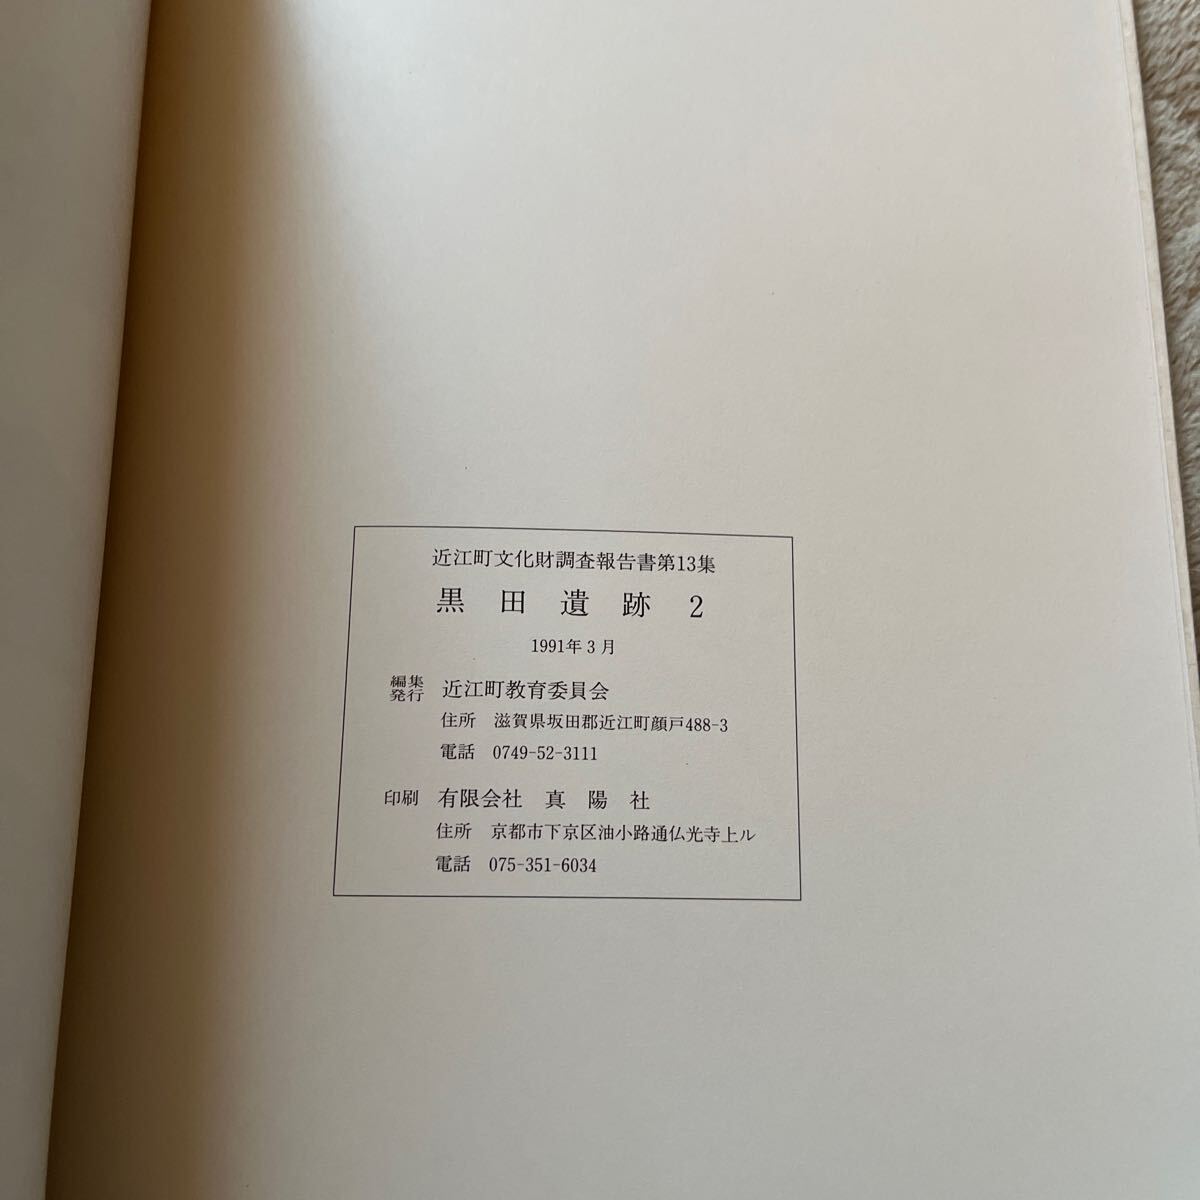 近江町文化財調査報告書第13集
黒田遺跡2
1991年3月
編集
発行 近江町教育委員会
住所 滋賀県坂田郡近江町顔戸488-3
電話 0749-52-3111
印刷 有限会社 真陽社
住所 京都市下京区油小路通仏光寺上ル
電話 075-351-6034